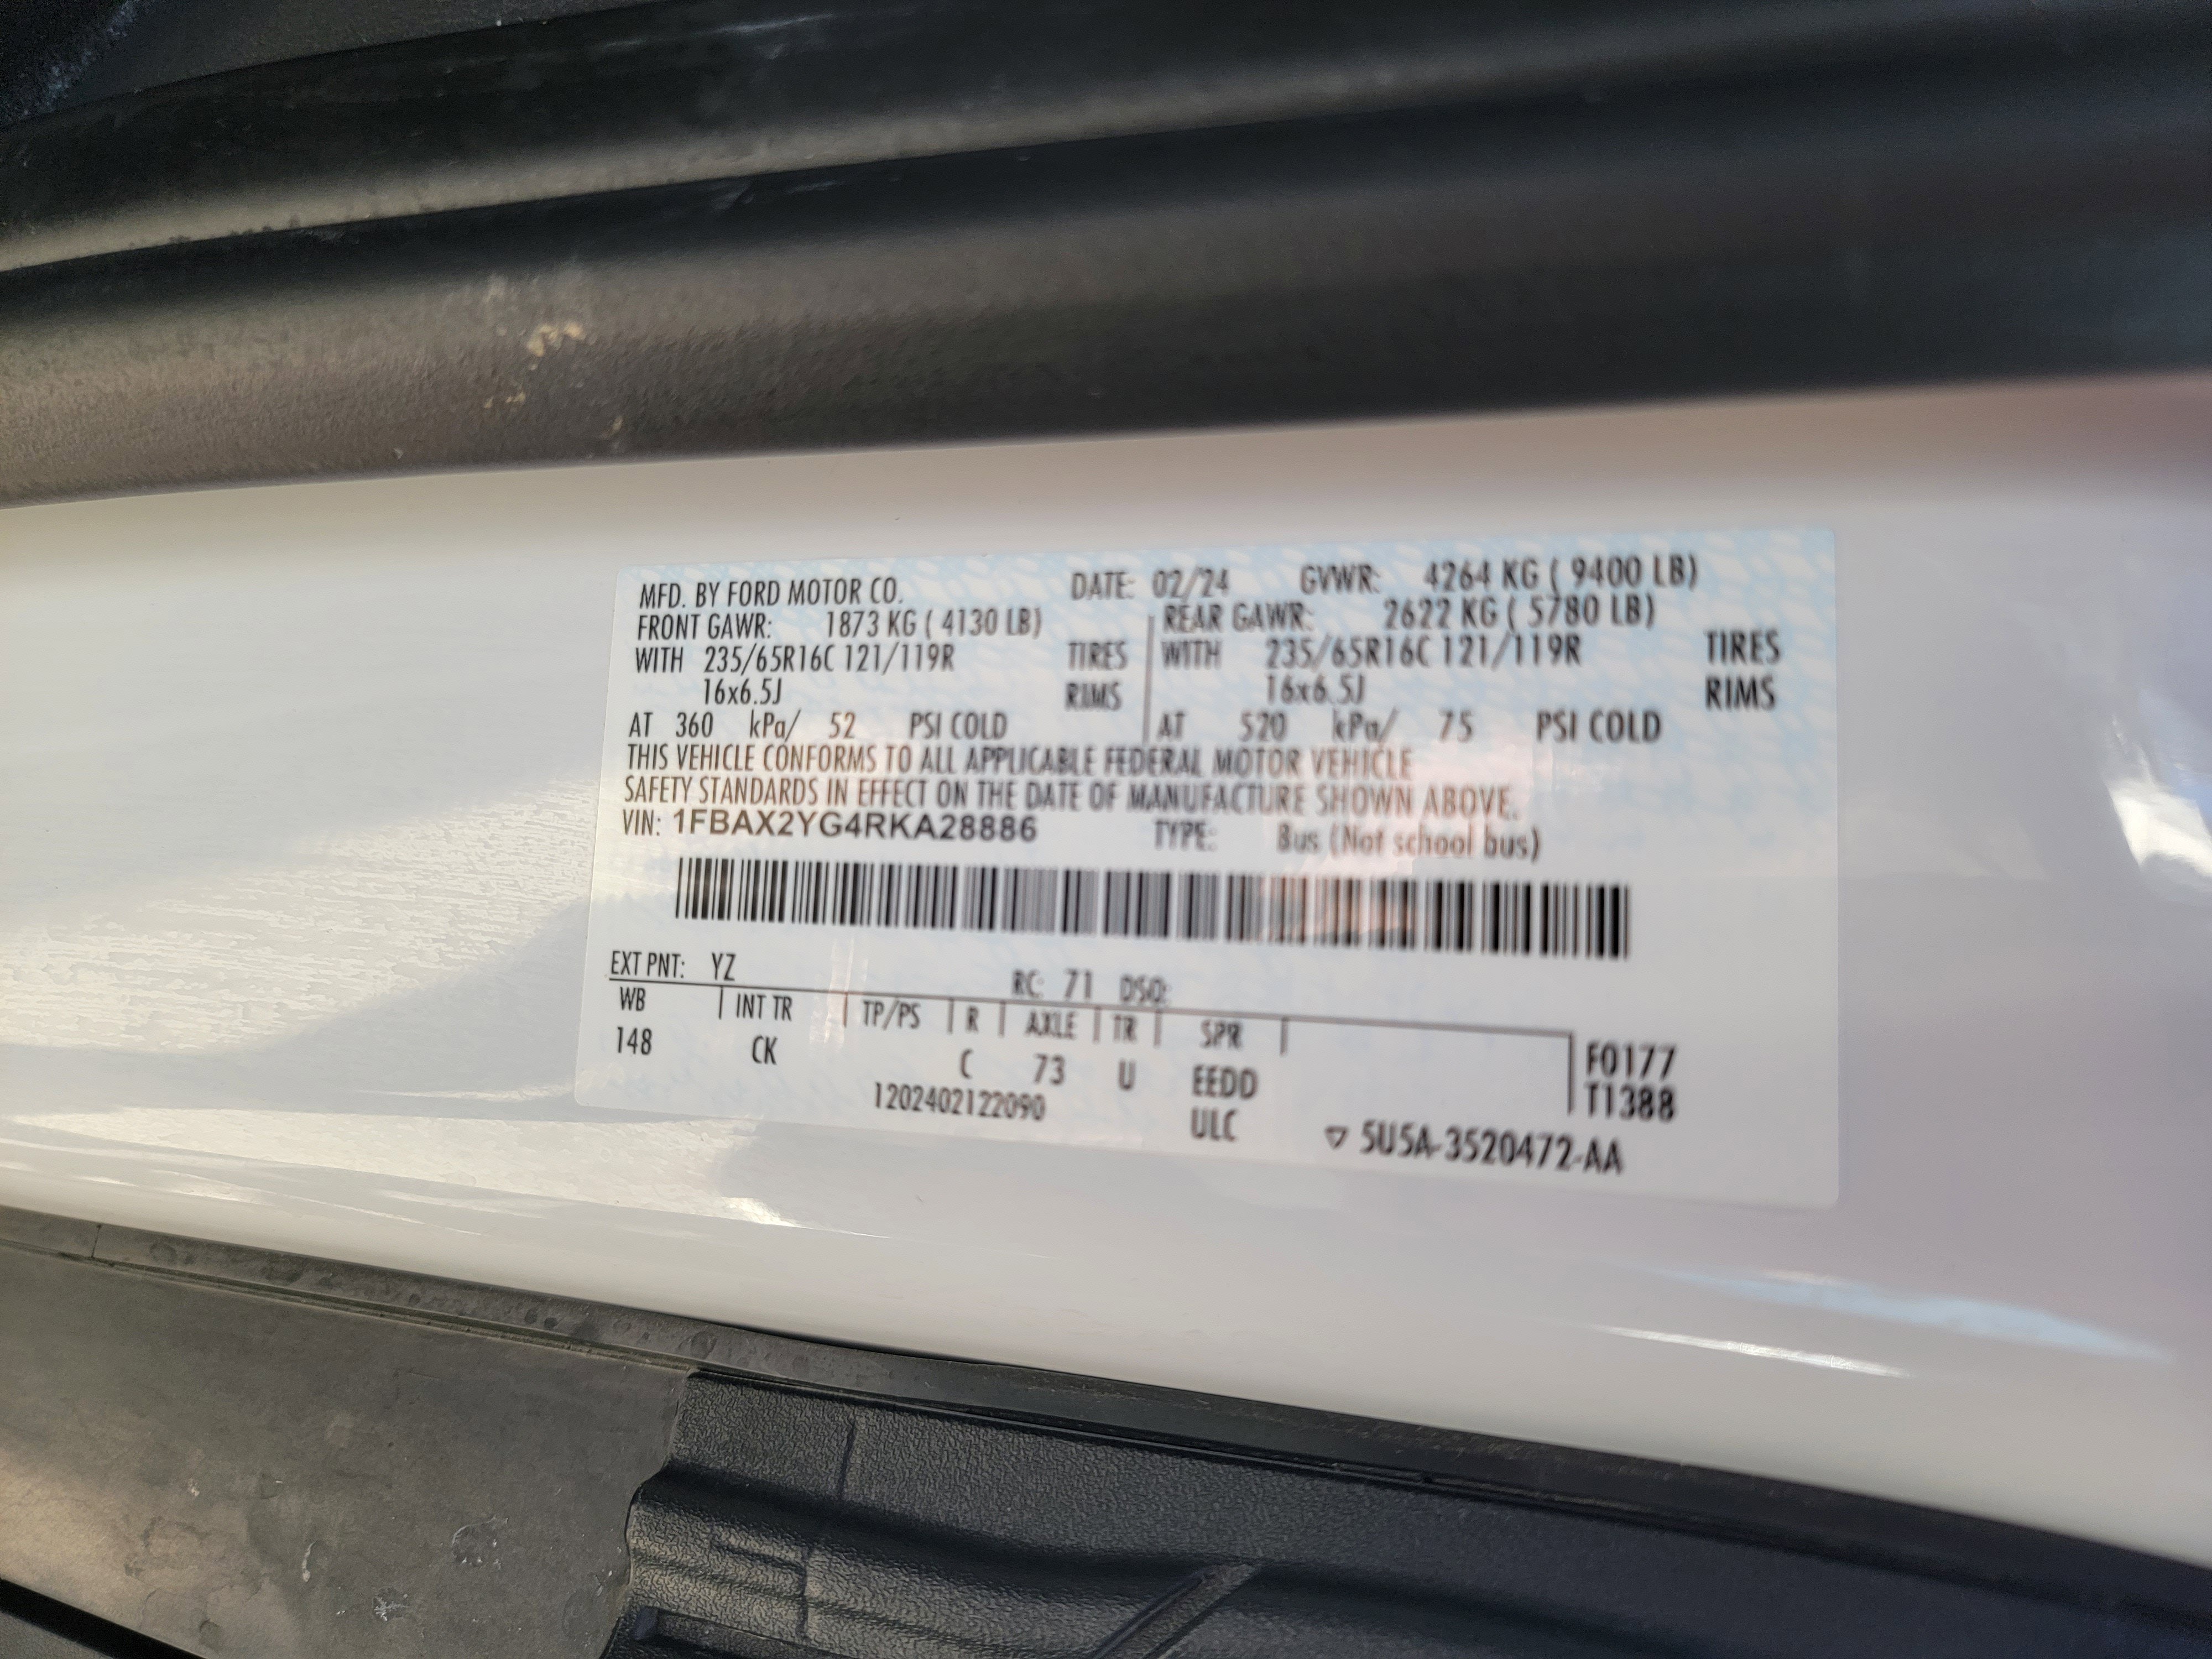 MFD. BY FORD MOTOR CO. DATE: 02/24 GVWR: 4264 KG ( 9400 LB)
FRONT GAWR: 1873 KG ( 4130 LB) REAR GAWR: 2622 KG ( 5780 LB)
WITH 235/65R16C 121/119R TIRES WITH 235/65R16C 121/119R TIRES
16x6.5J RIMS 16x6.5J RIMS
AT 360 kPa/ 52 PSI COLD AT 520 kPa/ 75 PSI COLD
THIS VEHICLE CONFORMS TO ALL APPLICABLE FEDERAL MOTOR VEHICLE
SAFETY STANDARDS IN EFFECT ON THE DATE OF MANUFACTURE SHOWN ABOVE.
VIN: 1FBAX2YG4RKA28886 TYPE: Bus (Not school bus)
EXT PNT: YZ RC: 71 DSO:
WB INT TR TP/PS R AXLE TR SPR F0177
148 CK C 73 U EEDD T1388
1202402122090 ULC ▽ 5U5A-3520472-AA